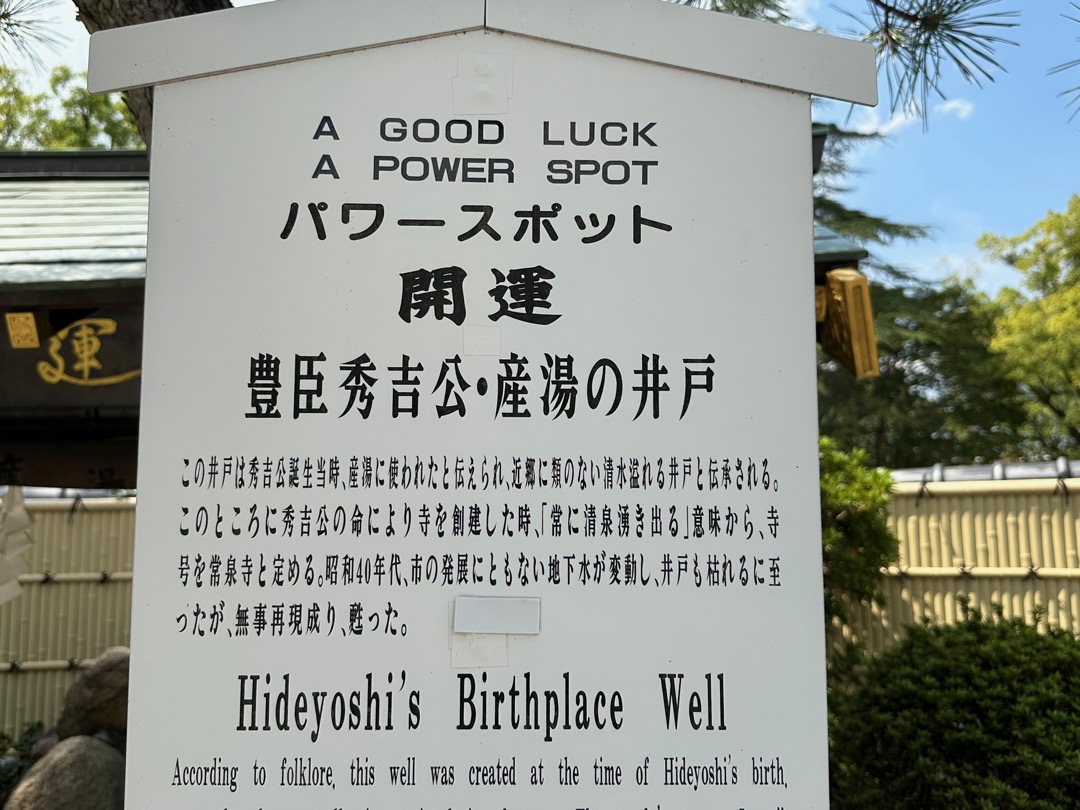 A GOOD LUCK
A POWER SPOT
パワースポット
開運
豊臣秀吉公・産湯の井戸
この井戸は秀吉公誕生当時、産湯に使われたと伝えられ、近郷に類のない清水溢れる井戸と伝承される。
このところに秀吉公の命により寺を創建した時、「常に清泉湧き出る」意味から、寺
号を常泉寺と定める。昭和40年代、市の発展にともない地下水が変動し、井戸も枯れるに至
ったが、無事再現成り、甦った。
Hideyoshi's Birthplace Well
According to folklore, this well was created at the time of Hideyoshi's birth,
運